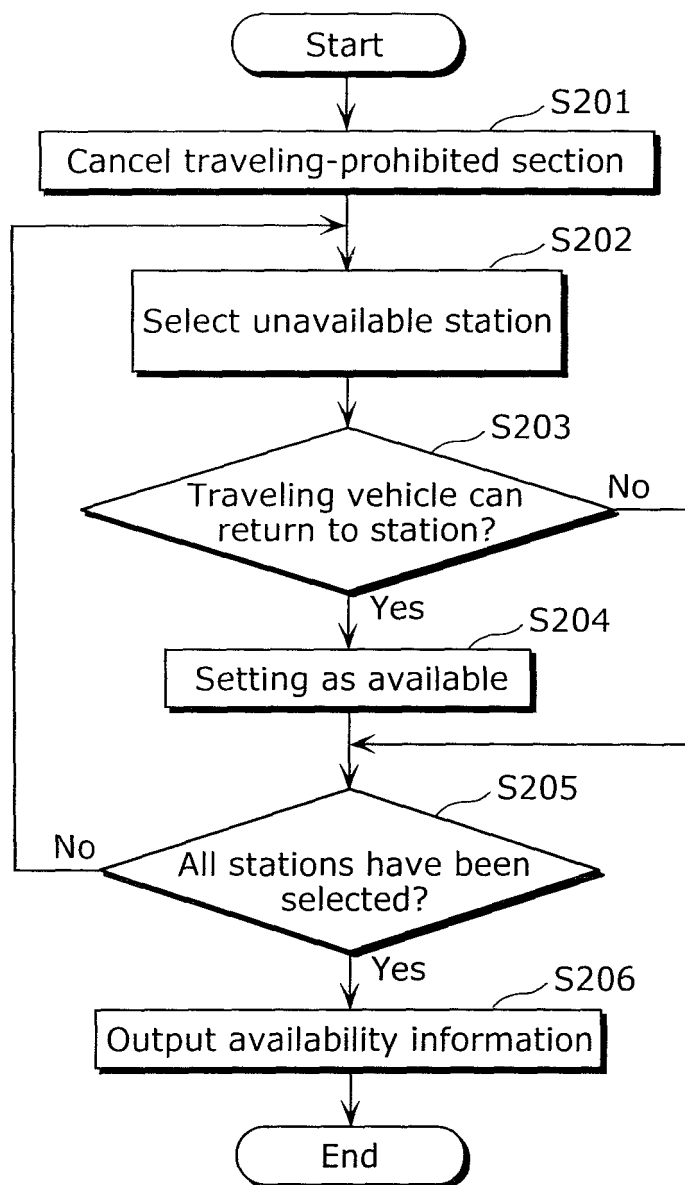 Start
S201
Cancel traveling-prohibited section
S202
Select unavailable station
S203
Traveling vehicle can
return to station?
No
Yes
S204
Setting as available
S205
No
All stations have been
selected?
Yes
S206
Output availability information
End